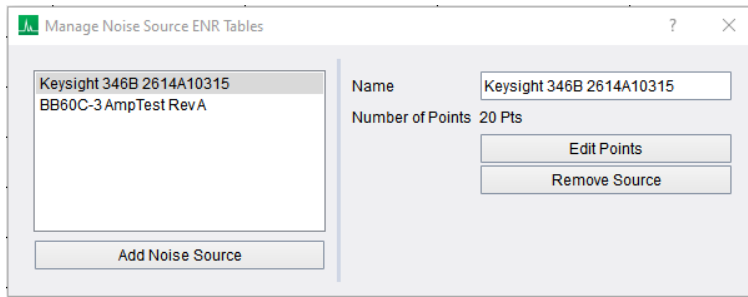 Manage Noise Source ENR Tables
?
Keysight 346B 2614A10315
BB60C-3 AmpTest RevA
Add Noise Source
Name Keysight 346B 2614A10315
Number of Points 20 Pts
Edit Points
Remove Source